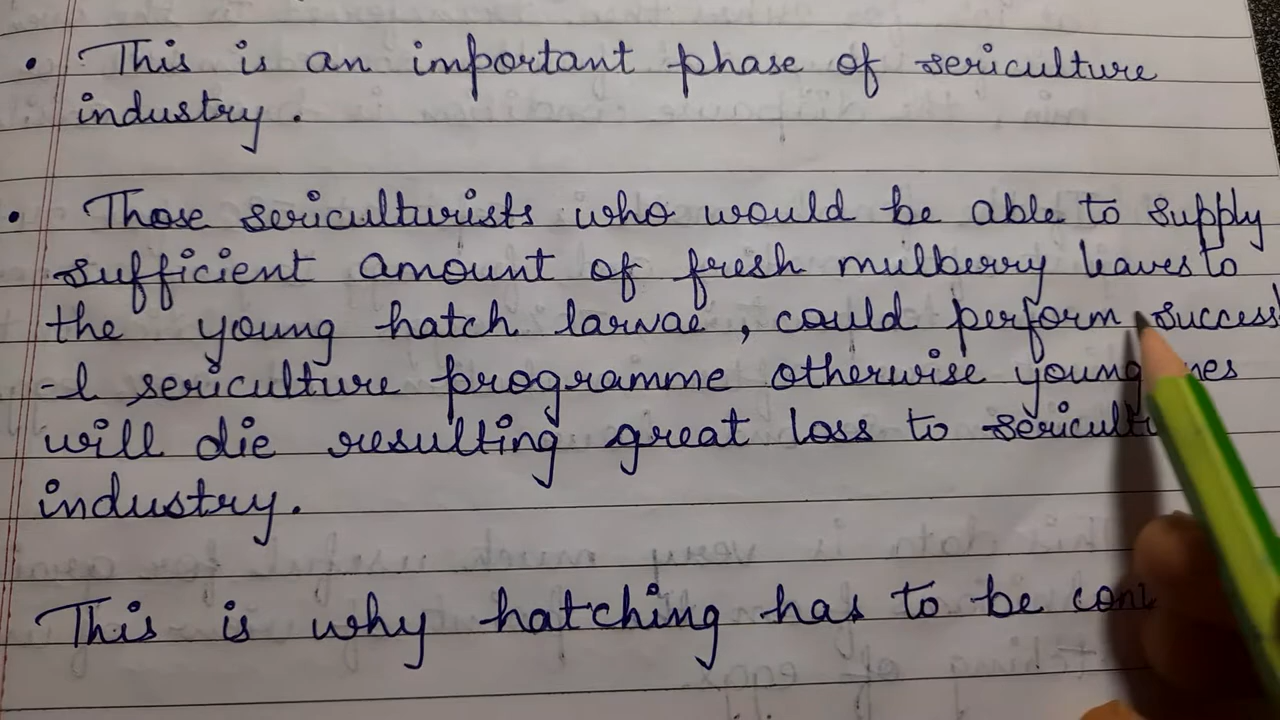 • This is an important phase of sericulture
industry.
• Those sericulturists who would be able to supply
sufficient amount of fresh mulberry leaves to
the young hatch larvae, could perform success
-l sericulture programme otherwise young
will die resulting great loss to
industry.
This is why hatching has to be